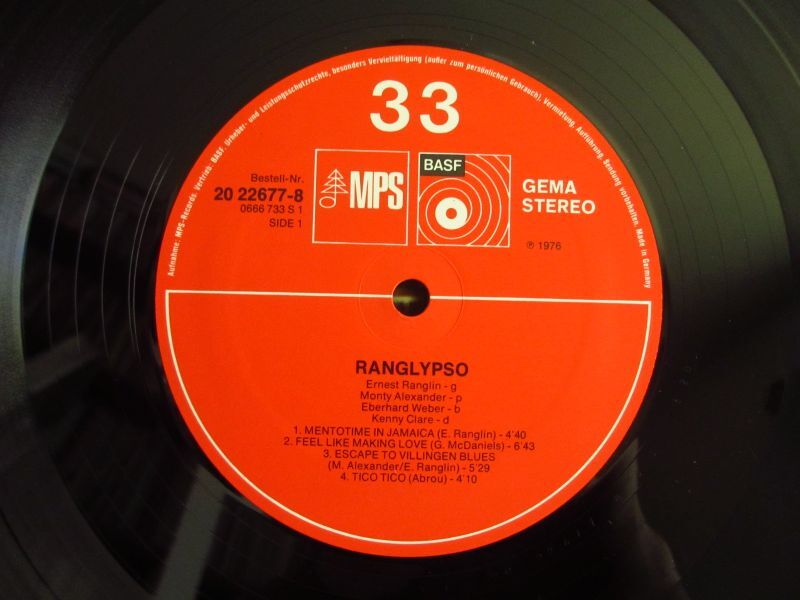 Aufnahme: MPS-Records. Vertrieb: BASF. Urheber- und Leistungsschutzrechte, besonders Vervielfältigung (außer zum persönlichen Gebrauch), Vermietung, Aufführung, Sendung vorbehalten. Made in Germany
33
Bestell-Nr.
20 22677-8
0666 733 S 1
SIDE 1
MPS
BASF
GEMA
STEREO
℗ 1976
RANGLYPSO
Ernest Ranglin - g
Monty Alexander - p
Eberhard Weber - b
Kenny Clare - d
1. MENTOTIME IN JAMAICA (E. Ranglin) - 4'40
2. FEEL LIKE MAKING LOVE (G. McDaniels) - 6'43
3. ESCAPE TO VILLINGEN BLUES
(M. Alexander/E. Ranglin) - 5'29
4. TICO TICO (Abrou) - 4'10